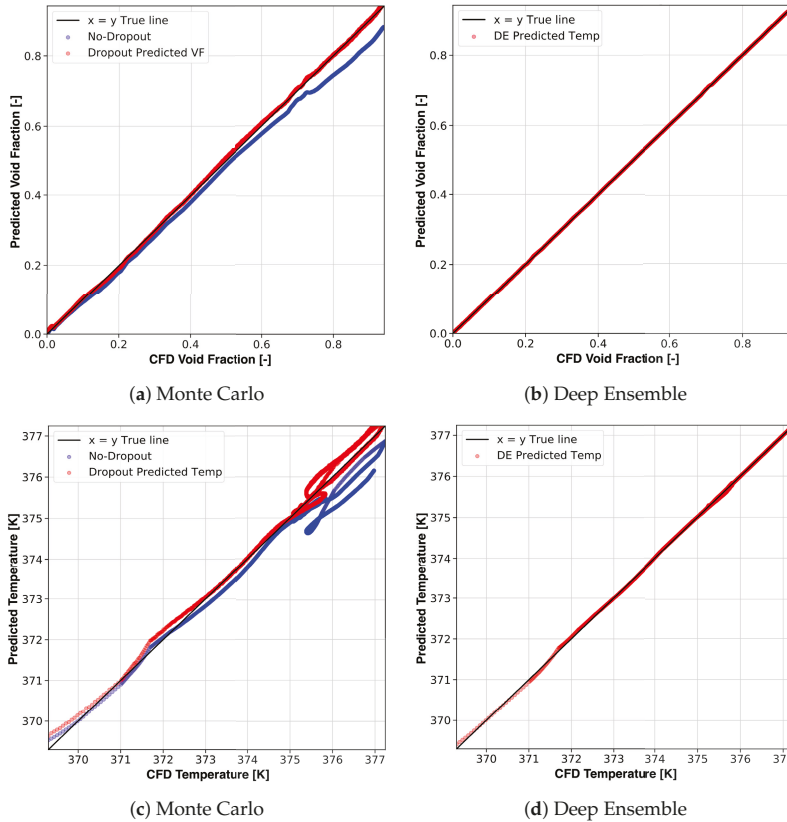 x = y True line
No-Dropout
Dropout Predicted VF
Predicted Void Fraction [-]
0.8
0.6
0.4
0.2
0.0
0.0 0.2 0.4 0.6 0.8
CFD Void Fraction [-]
(a) Monte Carlo
x = y True line
DE Predicted Temp
Predicted Void Fraction [-]
0.8
0.6
0.4
0.2
0.0
0.0 0.2 0.4 0.6 0.8
CFD Void Fraction [-]
(b) Deep Ensemble
x = y True line
No-Dropout
Dropout Predicted Temp
Predicted Temperature [K]
377
376
375
374
373
372
371
370
370 371 372 373 374 375 376 377
CFD Temperature [K]
(c) Monte Carlo
x = y True line
DE Predicted Temp
Predicted Temperature [K]
377
376
375
374
373
372
371
370
370 371 372 373 374 375 376 377
CFD Temperature [K]
(d) Deep Ensemble